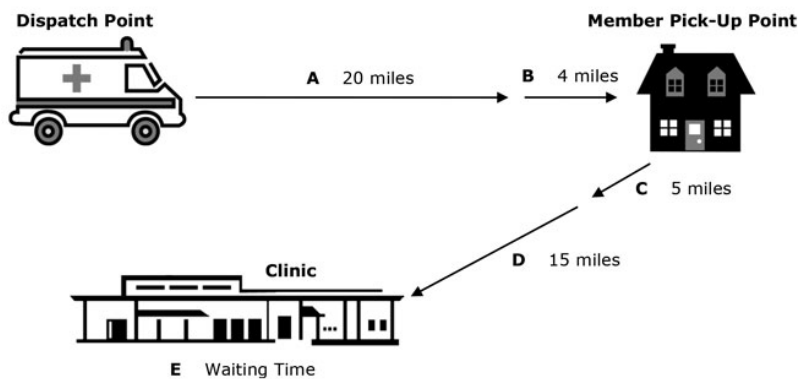 Dispatch Point
Member Pick-Up Point
A 20 miles
B 4 miles
C 5 miles
D 15 miles
Clinic
E Waiting Time